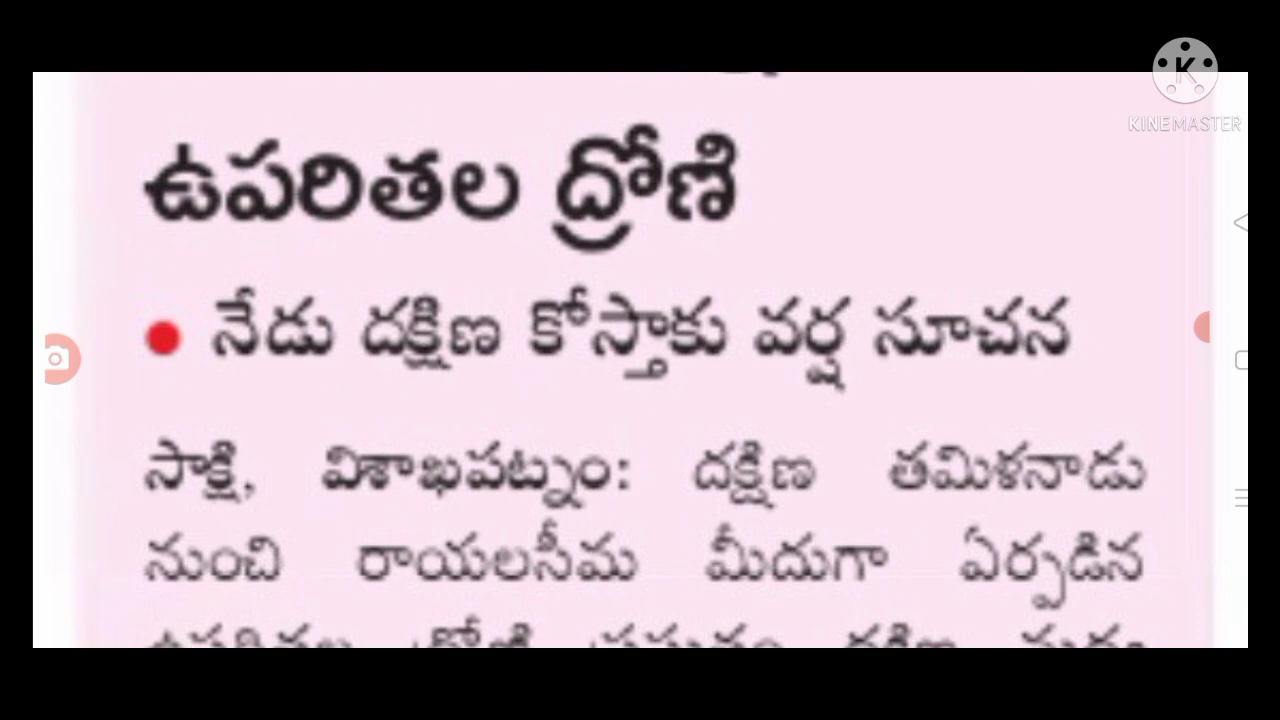 KINEMASTER
ఉపరితల ద్రోణి
• నేడు దక్షిణ కోస్తాకు వర్ష సూచన
సాక్షి, విశాఖపట్నం: దక్షిణ తమిళనాడు
నుంచి రాయలసీమ మీదుగా ఏర్పడిన